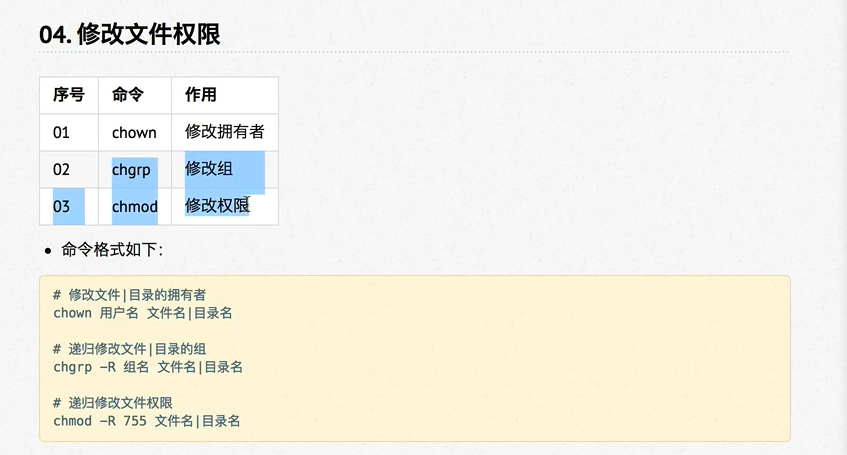 04. 修改文件权限
序号 命令 作用
01 chown 修改拥有者
02 chgrp 修改组
03 chmod 修改权限
• 命令格式如下：
# 修改文件|目录的拥有者
chown 用户名 文件名|目录名
# 递归修改文件|目录的组
chgrp -R 组名 文件名|目录名
# 递归修改文件权限
chmod -R 755 文件名|目录名